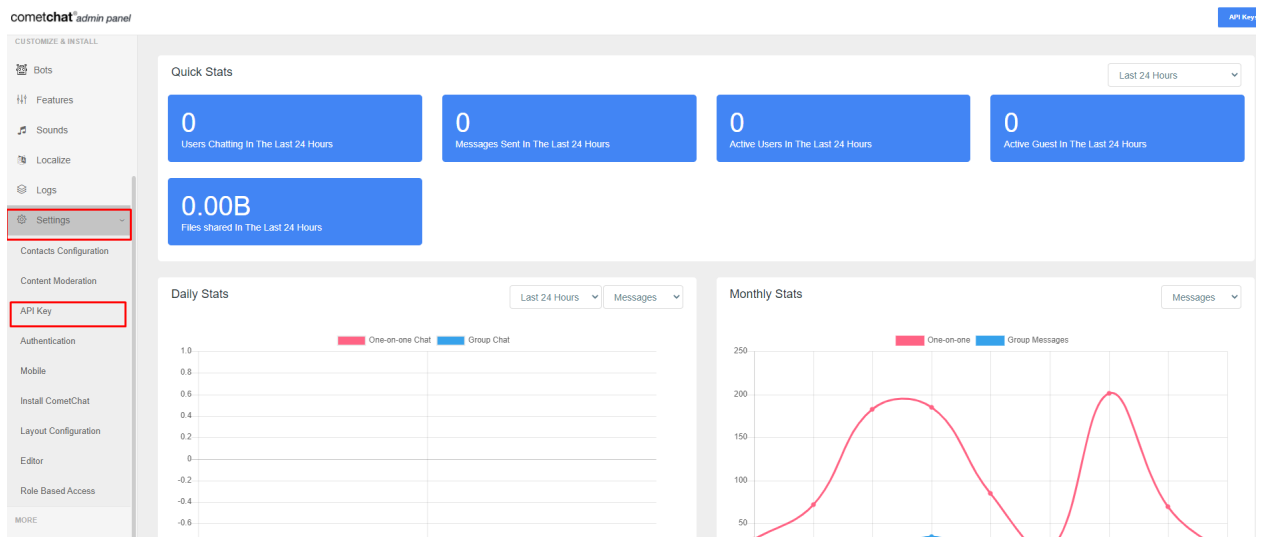 cometchat® admin panel
API Keys
CUSTOMIZE & INSTALL
Bots
Features
Sounds
Localize
Logs
Settings
Contacts Configuration
Content Moderation
API Key
Authentication
Mobile
Install CometChat
Layout Configuration
Editor
Role Based Access
MORE
Quick Stats
Last 24 Hours
0
Users Chatting In The Last 24 Hours
0
Messages Sent In The Last 24 Hours
0
Active Users In The Last 24 Hours
0
Active Guest In The Last 24 Hours
0.00B
Files shared In The Last 24 Hours
Daily Stats
Last 24 Hours
Messages
One-on-one Chat
Group Chat
1.0
0.8
0.6
0.4
0.2
0
-0.2
-0.4
-0.6
Monthly Stats
Messages
One-on-one
Group Messages
250
200
150
100
50